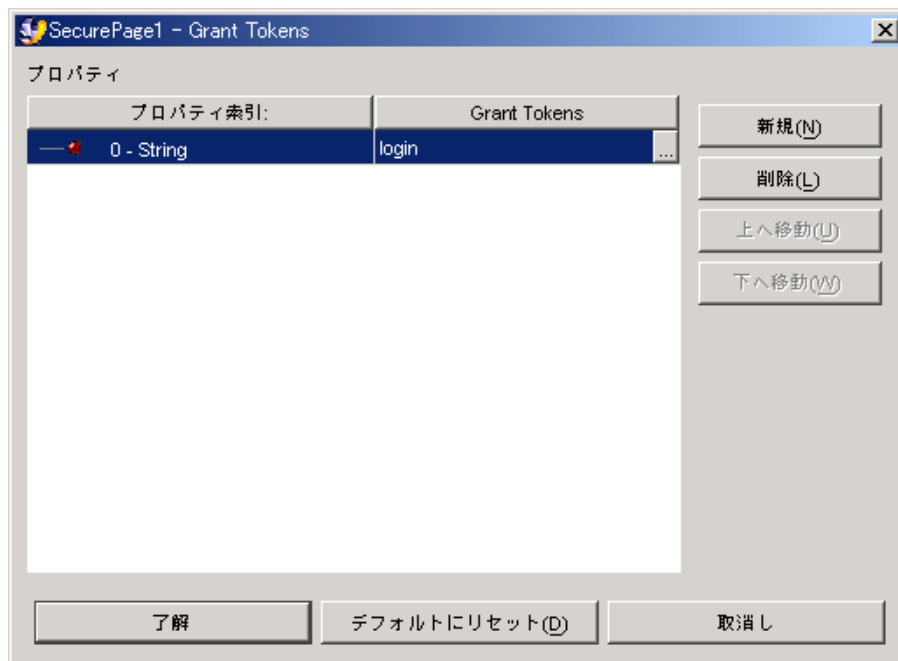 SecurePage1 - Grant Tokens
プロパティ
プロパティ索引: Grant Tokens
0 - String login ...
新規(N)
削除(L)
上へ移動(U)
下へ移動(W)
了解 デフォルトにリセット(D) 取消し